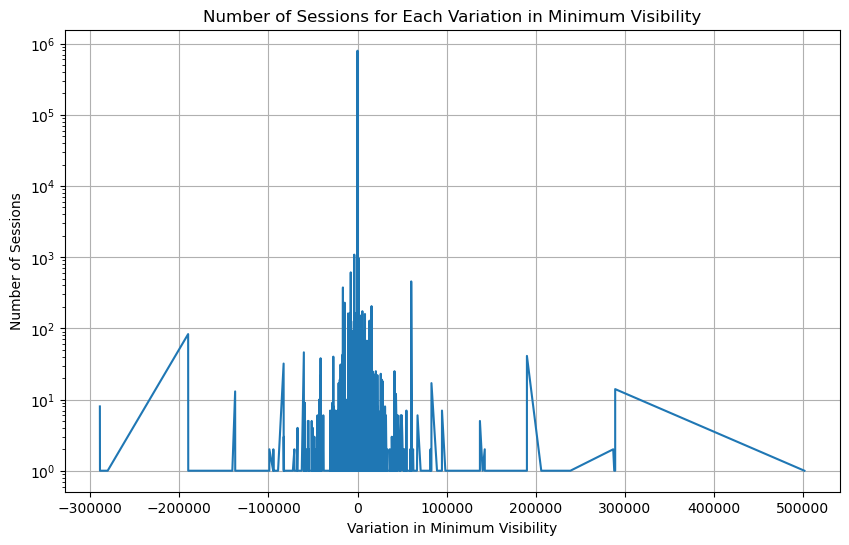 Number of Sessions for Each Variation in Minimum Visibility
Number of Sessions
10⁶
10⁵
10⁴
10³
10²
10¹
10⁰
−300000 −200000 −100000 0 100000 200000 300000 400000 500000
Variation in Minimum Visibility